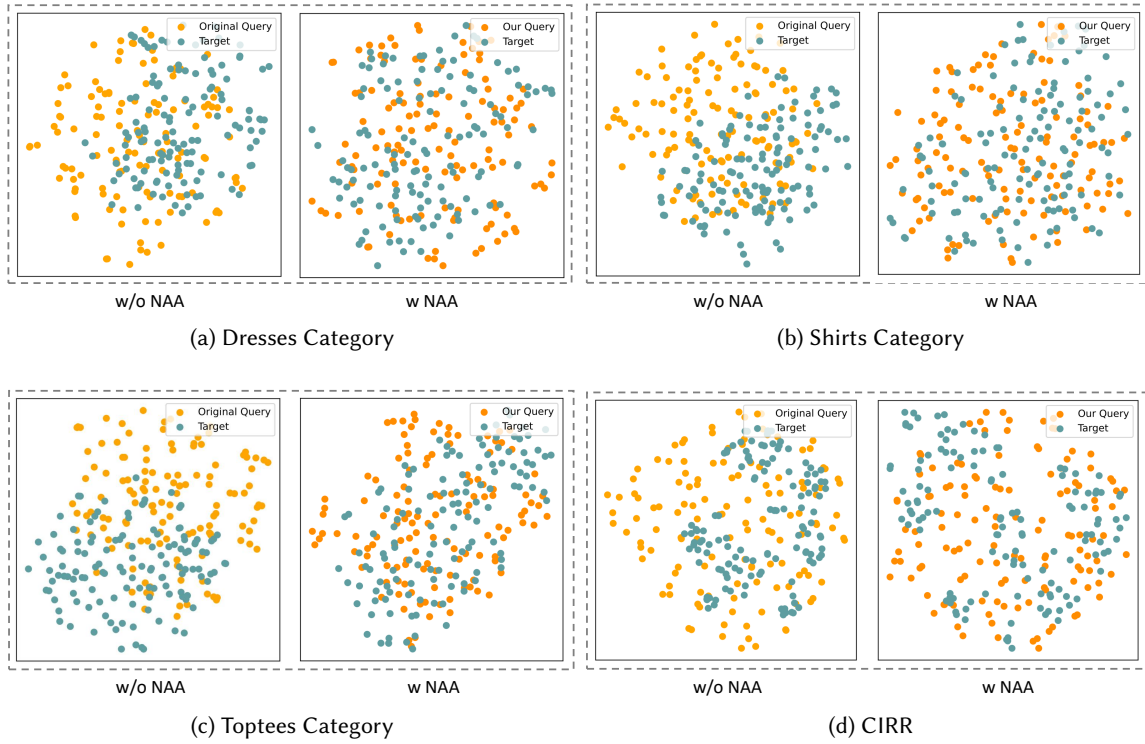 Original Query
Target
Our Query
Target
w/o NAA
w NAA
(a) Dresses Category
Original Query
Target
Our Query
Target
w/o NAA
w NAA
(b) Shirts Category
Original Query
Target
Our Query
Target
w/o NAA
w NAA
(c) Toptees Category
Original Query
Target
Our Query
Target
w/o NAA
w NAA
(d) CIRR